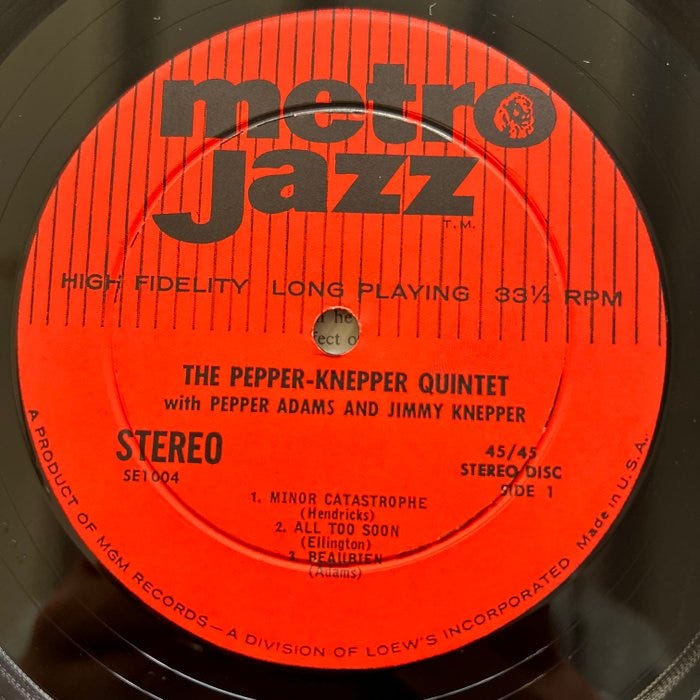 metro
jazz
T.M.
HIGH FIDELITY LONG PLAYING 33⅓ RPM
he
fect o
THE PEPPER-KNEPPER QUINTET
with PEPPER ADAMS AND JIMMY KNEPPER
STEREO
SE1004
45/45
STEREO DISC
SIDE 1
1. MINOR CATASTROPHE
(Hendricks)
2. ALL TOO SOON
(Ellington)
3. BEAUBIEN
(Adams)
A PRODUCT OF MGM RECORDS—A DIVISION OF LOEW'S INCORPORATED Made in U.S.A.